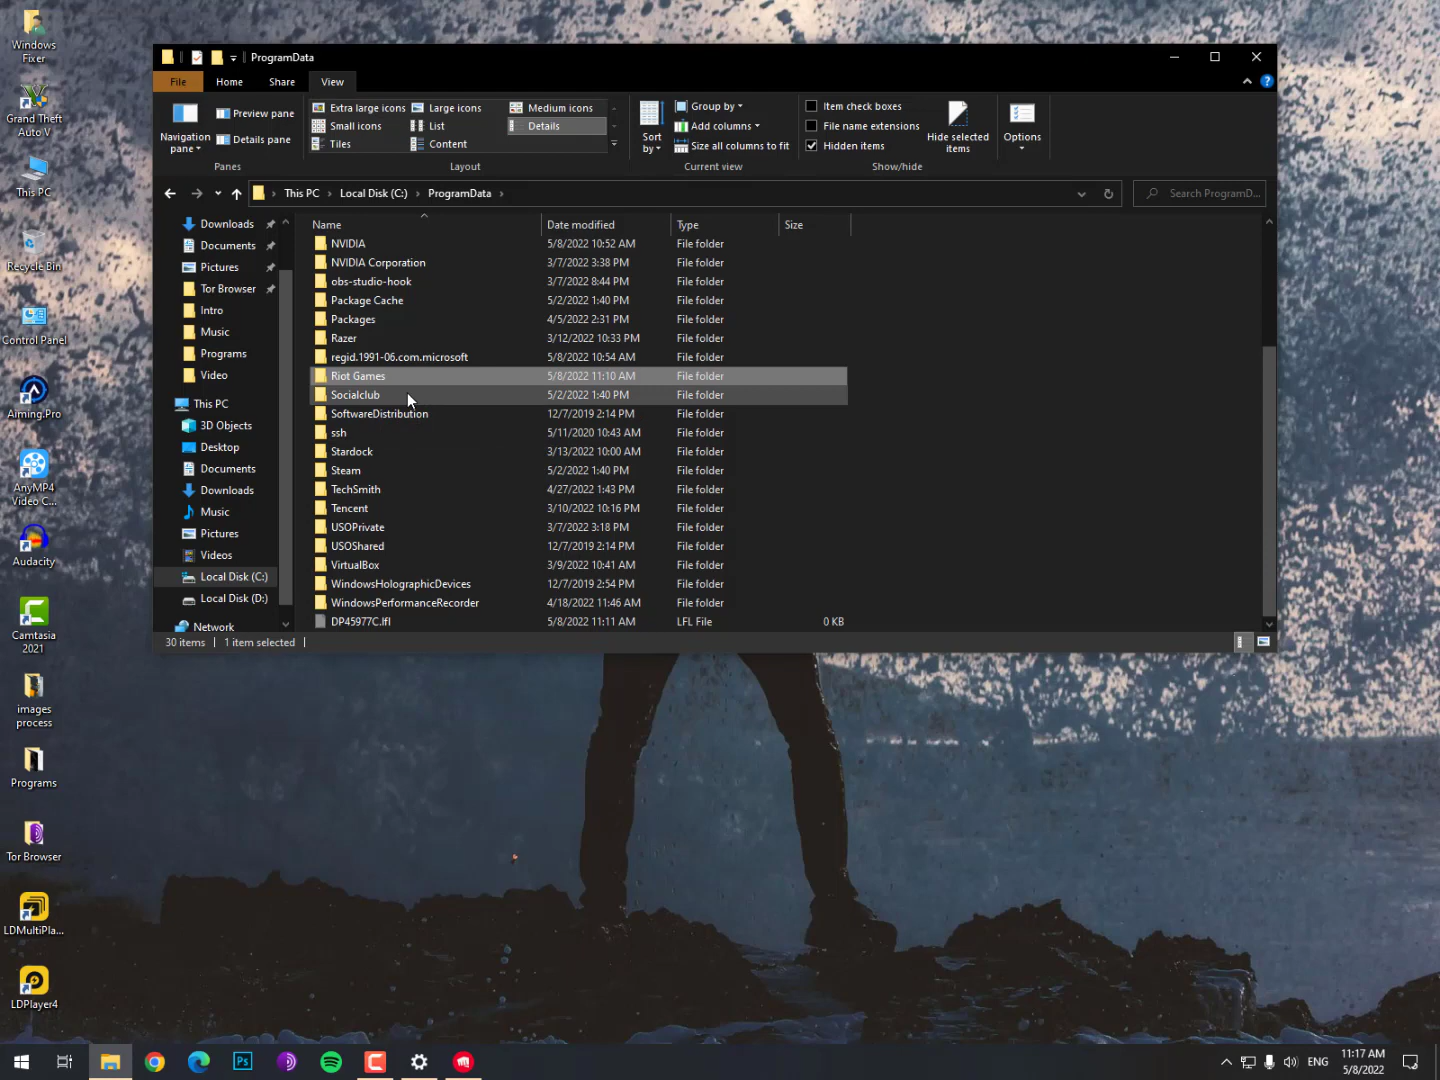 Windows
Fixer
Grand Theft
Auto V
This PC
Recycle Bin
Control Panel
Aiming.Pro
AnyMP4
Video C...
Audacity
Camtasia
2021
images
process
Programs
Tor Browser
LDMultiPla...
LDPlayer4
ProgramData
File Home Share View
Navigation
pane
Preview pane
Details pane
Panes
Extra large icons Large icons Medium icons
Small icons List Details
Tiles Content
Layout
Sort
by
Group by
Add columns
Size all columns to fit
Current view
Item check boxes
File name extensions
Hidden items
Hide selected
items
Show/hide
Options
This PC > Local Disk (C:) > ProgramData >
Search ProgramD...
Downloads
Documents
Pictures
Tor Browser
Intro
Music
Programs
Video
This PC
3D Objects
Desktop
Documents
Downloads
Music
Pictures
Videos
Local Disk (C:)
Local Disk (D:)
Network
Name Date modified Type Size
NVIDIA 5/8/2022 10:52 AM File folder
NVIDIA Corporation 3/7/2022 3:38 PM File folder
obs-studio-hook 3/7/2022 8:44 PM File folder
Package Cache 5/2/2022 1:40 PM File folder
Packages 4/5/2022 2:31 PM File folder
Razer 3/12/2022 10:33 PM File folder
regid.1991-06.com.microsoft 5/8/2022 10:54 AM File folder
Riot Games 5/8/2022 11:10 AM File folder
Socialclub 5/2/2022 1:40 PM File folder
SoftwareDistribution 12/7/2019 2:14 PM File folder
ssh 5/11/2020 10:43 AM File folder
Stardock 3/13/2022 10:00 AM File folder
Steam 5/2/2022 1:40 PM File folder
TechSmith 4/27/2022 1:43 PM File folder
Tencent 3/10/2022 10:16 PM File folder
USOPrivate 3/7/2022 3:18 PM File folder
USOShared 12/7/2019 2:14 PM File folder
VirtualBox 3/9/2022 10:41 AM File folder
WindowsHolographicDevices 12/7/2019 2:54 PM File folder
WindowsPerformanceRecorder 4/18/2022 11:46 AM File folder
DP45977C.lfl 5/8/2022 11:11 AM LFL File 0 KB
30 items 1 item selected
Ps
ENG
11:17 AM
5/8/2022